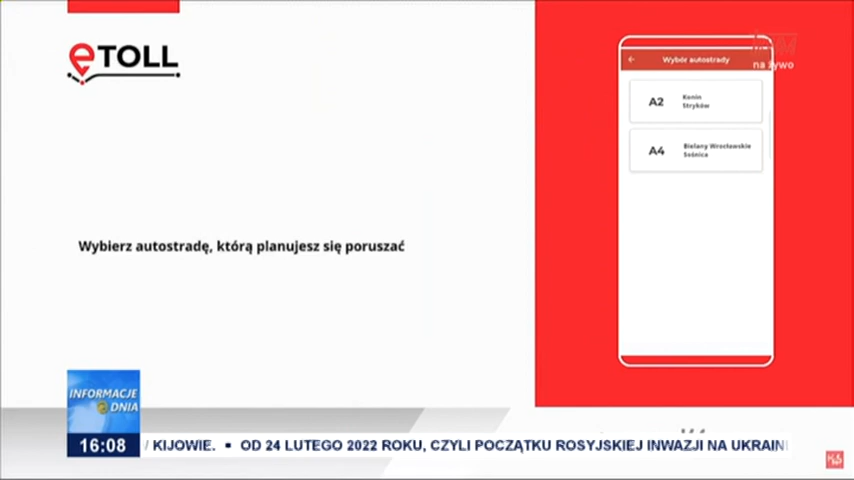 eTOLL
Wybór autostrady
na żywo
A2
Konin
Stryków
A4
Bielany Wrocławskie
Sośnica
Wybierz autostradę, którą planujesz się poruszać
INFORMACJE
DNIA
16:08
KIJOWIE. ▪ OD 24 LUTEGO 2022 ROKU, CZYLI POCZĄTKU ROSYJSKIEJ INWAZJI NA UKRAIN